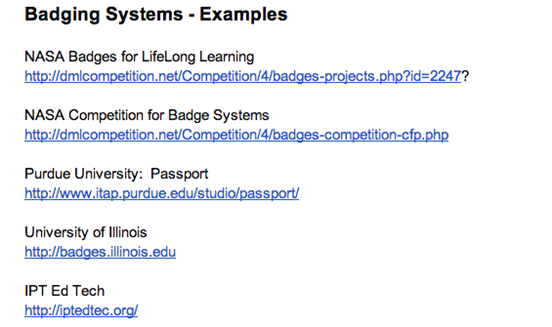 Badging Systems - Examples
NASA Badges for LifeLong Learning
http://dmlcompetition.net/Competition/4/badges-projects.php?id=2247?
NASA Competition for Badge Systems
http://dmlcompetition.net/Competition/4/badges-competition-cfp.php
Purdue University:  Passport
http://www.itap.purdue.edu/studio/passport/
University of Illinois
http://badges.illinois.edu
IPT Ed Tech
http://iptedtec.org/